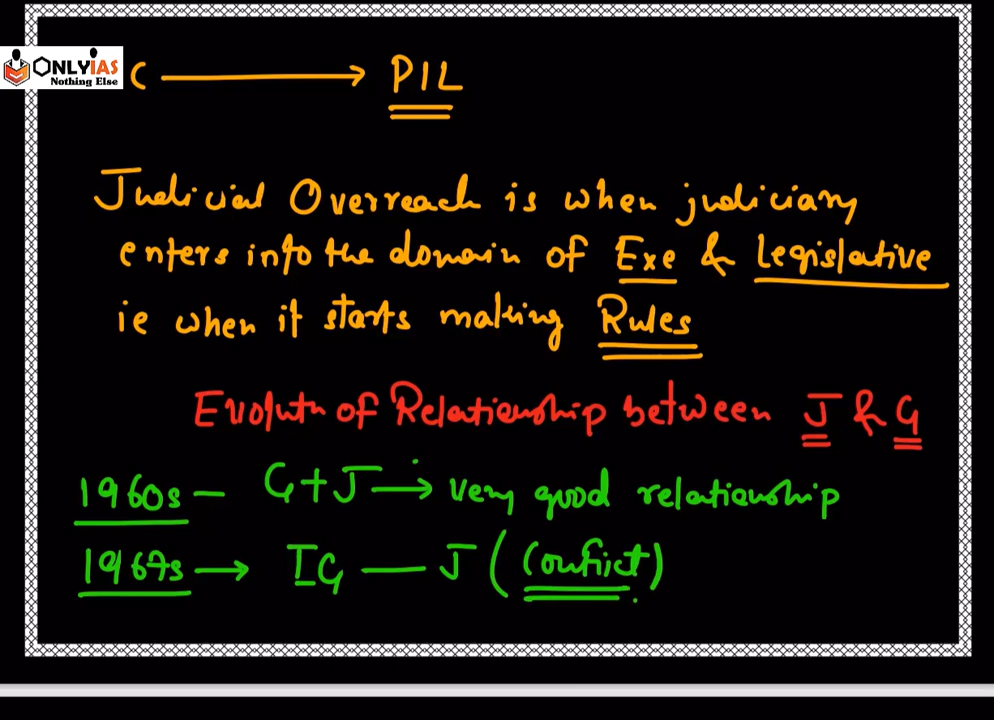 ONLYIAS
Nothing Else
C → PIL
Judicial Overreach is when judiciary
enters into the domain of Exe & Legislative
ie when it starts making Rules
Evolutn of Relationship between J & G
1960s — G+J → very good relationship
1967s → IG — J (Conflict)